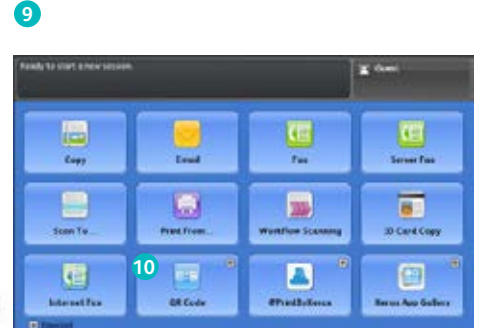 9
Ready to start a new session.
Guest
Copy
Email
Fax
Server Fax
Scan To...
Print From...
Workflow Scanning
ID Card Copy
10
Internet Fax
QR Code
@PrintByXerox
Xerox App Gallery